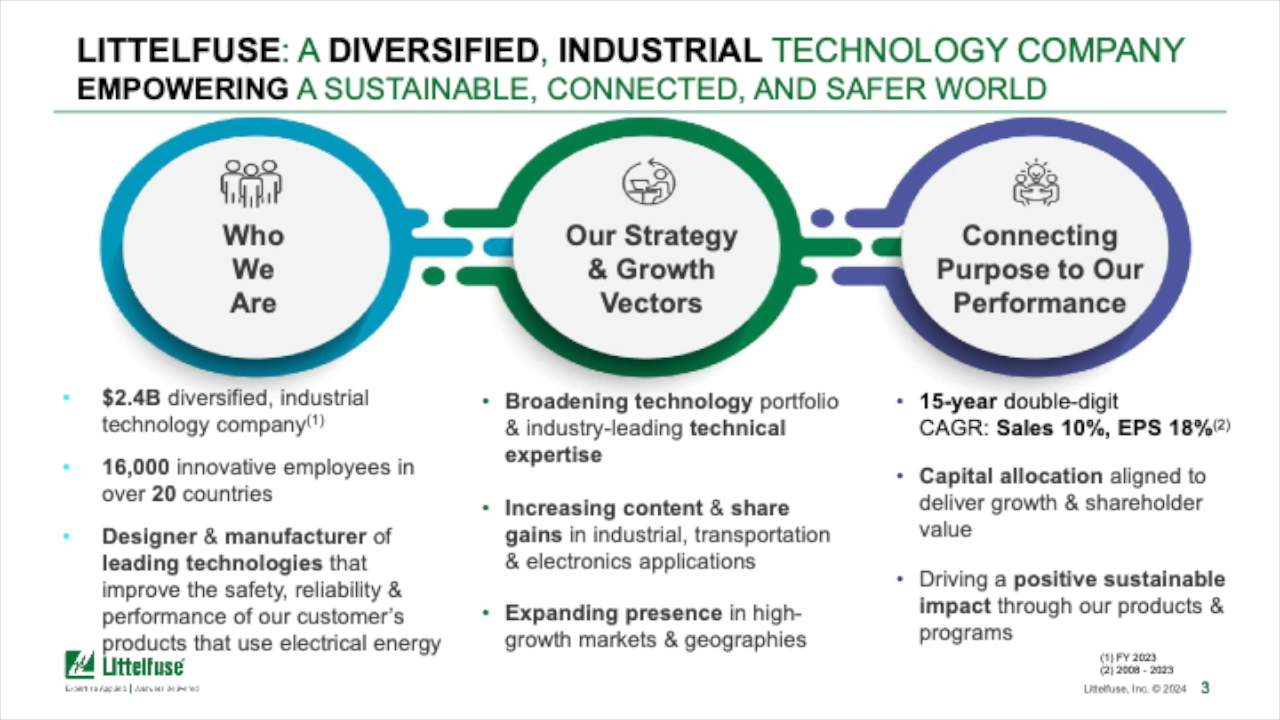 LITTELFUSE: A DIVERSIFIED, INDUSTRIAL TECHNOLOGY COMPANY
EMPOWERING A SUSTAINABLE, CONNECTED, AND SAFER WORLD
Who
We
Are
• $2.4B diversified, industrial
technology company(1)
• 16,000 innovative employees in
over 20 countries
• Designer & manufacturer of
leading technologies that
improve the safety, reliability &
performance of our customer's
products that use electrical energy
Our Strategy
& Growth
Vectors
• Broadening technology portfolio
& industry-leading technical
expertise
• Increasing content & share
gains in industrial, transportation
& electronics applications
• Expanding presence in high-
growth markets & geographies
Connecting
Purpose to Our
Performance
• 15-year double-digit
CAGR: Sales 10%, EPS 18%(2)
• Capital allocation aligned to
deliver growth & shareholder
value
• Driving a positive sustainable
impact through our products &
programs
Littelfuse
Expertise Applied | Answers Delivered
(1) FY 2023
(2) 2008 - 2023
Littelfuse, Inc. © 2024 3